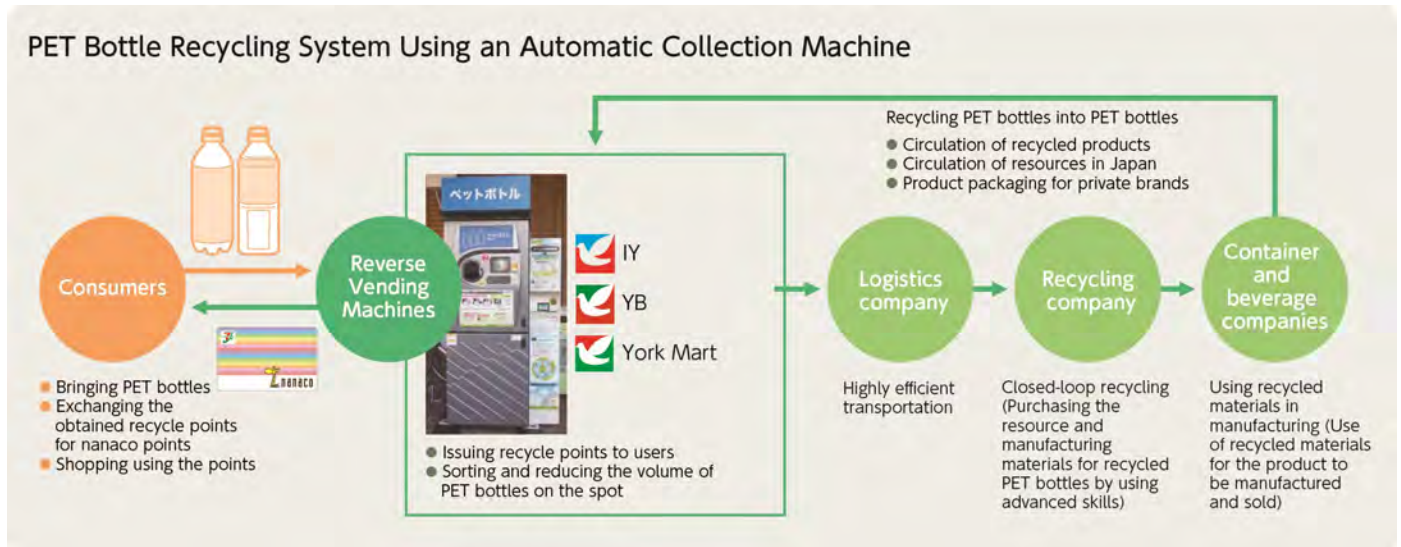 PET Bottle Recycling System Using an Automatic Collection Machine
Recycling PET bottles into PET bottles
● Circulation of recycled products
● Circulation of resources in Japan
● Product packaging for private brands
ペットボトル
Consumers
Reverse
Vending
Machines
IY
YB
York Mart
Logistics
company
Recycling
company
Container
and
beverage
companies
nanaco
■ Bringing PET bottles
● Exchanging the
obtained recycle points
for nanaco points
■ Shopping using the points
● Issuing recycle points to users
● Sorting and reducing the volume of
PET bottles on the spot
Highly efficient
transportation
Closed-loop recycling
(Purchasing the
resource and
manufacturing
materials for recycled
PET bottles by using
advanced skills)
Using recycled
materials in
manufacturing (Use
of recycled materials
for the product to
be manufactured
and sold)